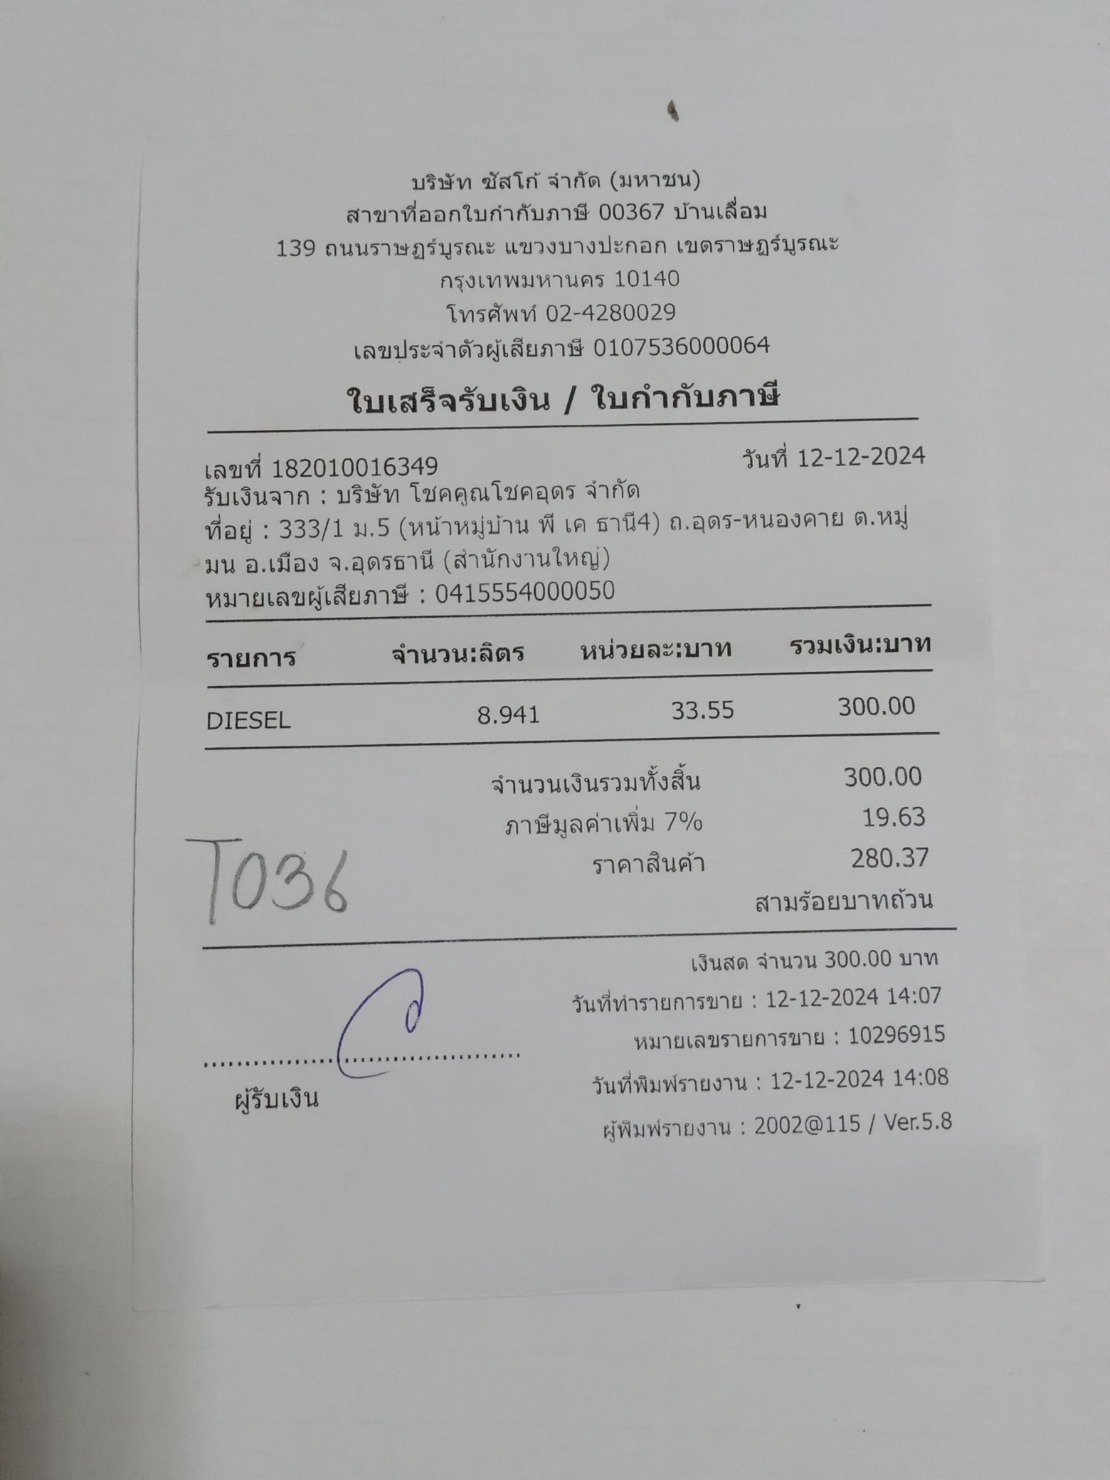 บริษัท ซัสโก้ จำกัด (มหาชน)
สาขาที่ออกใบกำกับภาษี 00367 บ้านเลื่อม
139 ถนนราษฎร์บูรณะ แขวงบางปะกอก เขตราษฎร์บูรณะ
กรุงเทพมหานคร 10140
โทรศัพท์ 02-4280029
เลขประจำตัวผู้เสียภาษี 0107536000064
ใบเสร็จรับเงิน / ใบกำกับภาษี
เลขที่ 182010016349 วันที่ 12-12-2024
รับเงินจาก : บริษัท โชคคูณโชคอุดร จำกัด
ที่อยู่ : 333/1 ม.5 (หน้าหมู่บ้าน พี เค ธานี4) ถ.อุดร-หนองคาย ต.หมู่
มน อ.เมือง จ.อุดรธานี (สำนักงานใหญ่)
หมายเลขผู้เสียภาษี : 0415554000050
รายการ จำนวน:ลิตร หน่วยละ:บาท รวมเงิน:บาท
DIESEL 8.941 33.55 300.00
จำนวนเงินรวมทั้งสิ้น 300.00
ภาษีมูลค่าเพิ่ม 7% 19.63
ราคาสินค้า 280.37
T036
สามร้อยบาทถ้วน
เงินสด จำนวน 300.00 บาท
วันที่ทำรายการขาย : 12-12-2024 14:07
หมายเลขรายการขาย : 10296915
วันที่พิมพ์รายงาน : 12-12-2024 14:08
ผู้รับเงิน
ผู้พิมพ์รายงาน : 2002@115 / Ver.5.8